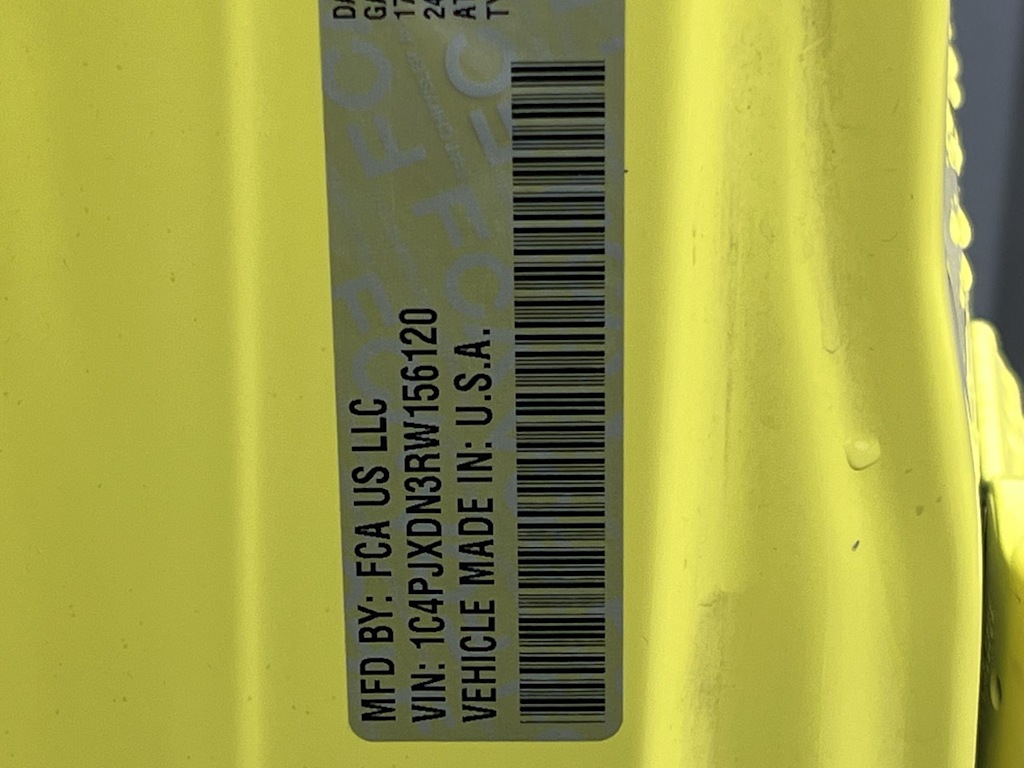 MFD BY: FCA US LLC
VIN: 1C4PJXDN3RW156120
VEHICLE MADE IN: U.S.A.